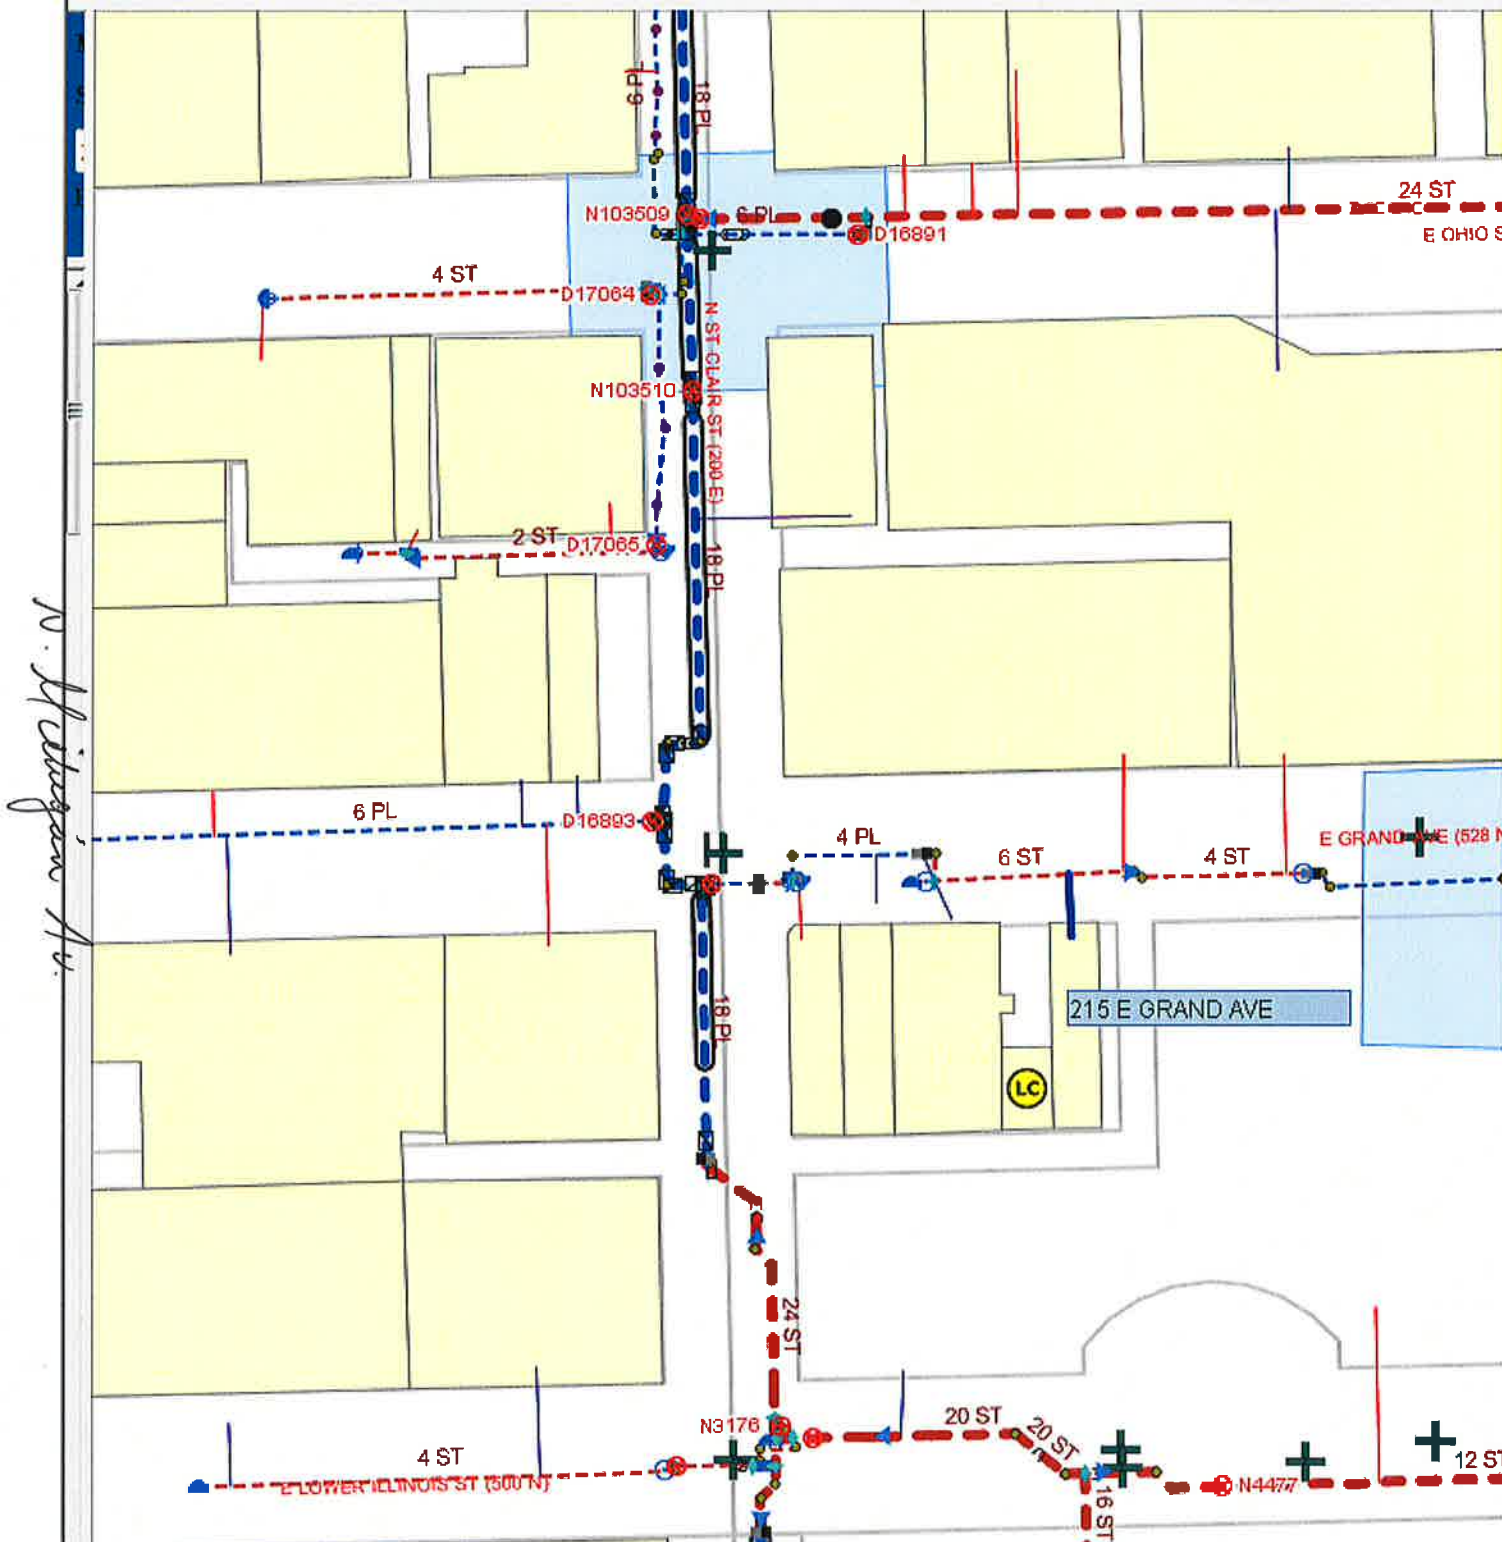 6 PL
18 PL
24 ST
N103509
6 PL
D16891
E OHIO S
4 ST
D17064
N ST CLAIR ST (200 E)
N103510
2 ST
D17065
18 PL
N. Michigan Av.
6 PL
D16893
4 PL
6 ST
4 ST
E GRAND AVE (528 N
18 PL
215 E GRAND AVE
LC
24 ST
N3176
20 ST
20 ST
4 ST
E LOWER ILLINOIS ST (500 N)
N4477
12 ST
16 ST